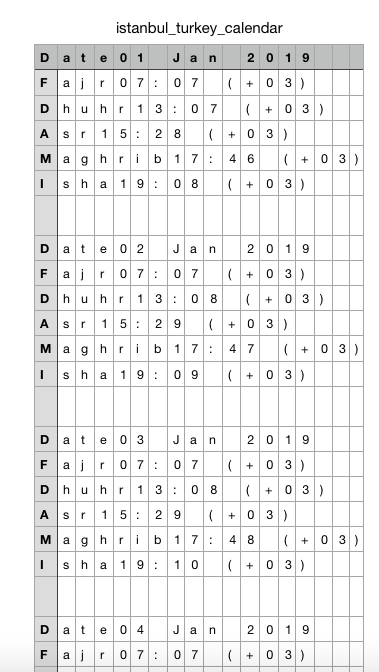 istanbul_turkey_calendar
Date01 Jan 2019
Fajr07:07 (+03)
Dhuhr13:07 (+03)
Asr15:28 (+03)
Maghrib17:46 (+03)
Isha19:08 (+03)
Date02 Jan 2019
Fajr07:07 (+03)
Dhuhr13:08 (+03)
Asr15:29 (+03)
Maghrib17:47 (+03)
Isha19:09 (+03)
Date03 Jan 2019
Fajr07:07 (+03)
Dhuhr13:08 (+03)
Asr15:29 (+03)
Maghrib17:48 (+03)
Isha19:10 (+03)
Date04 Jan 2019
Fajr07:07 (+03)